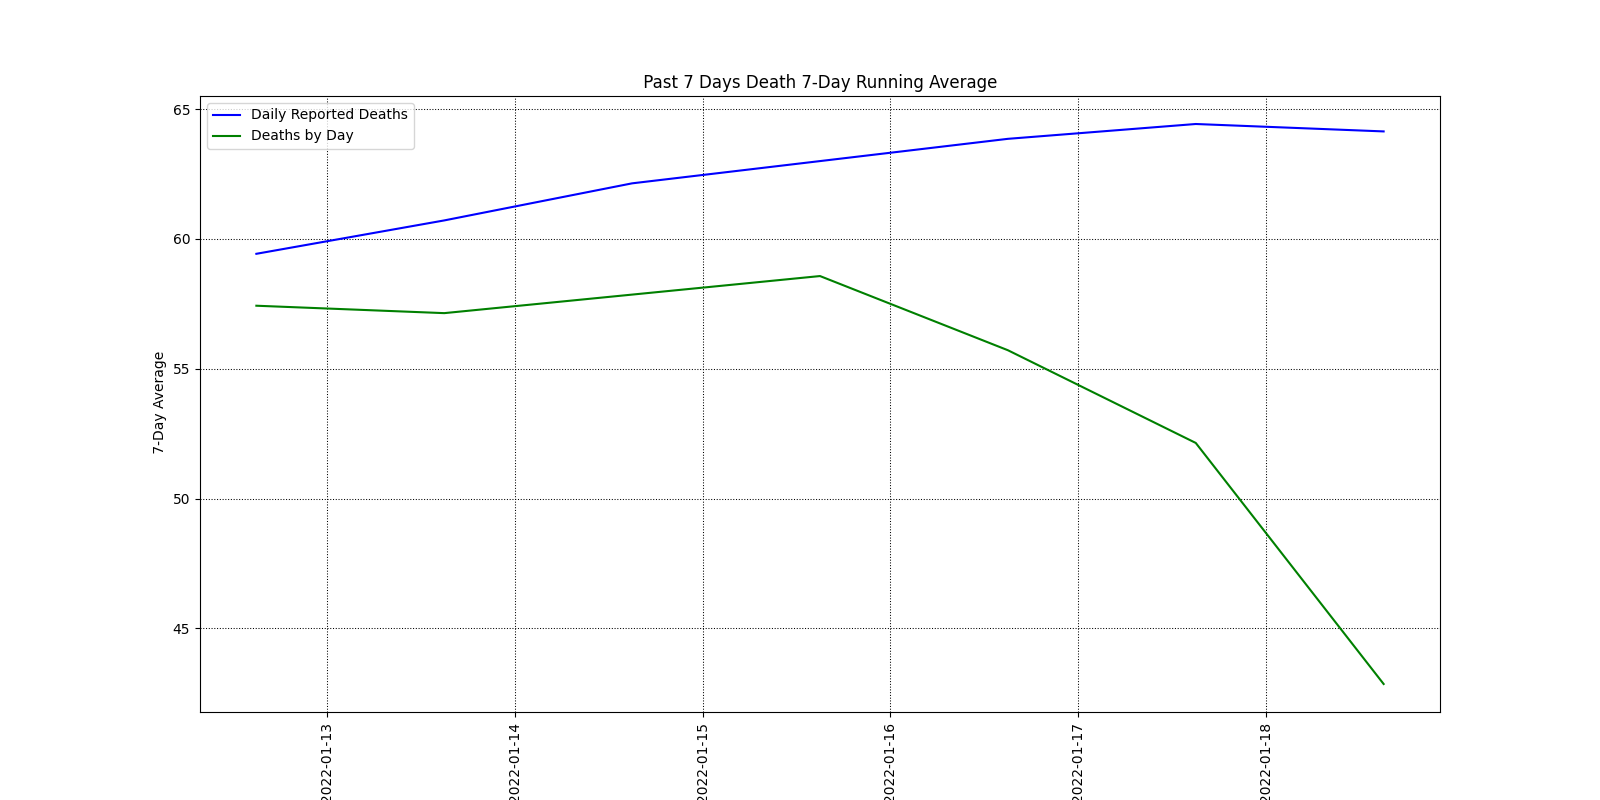 Past 7 Days Death 7-Day Running Average
Daily Reported Deaths
Deaths by Day
7-Day Average
65
60
55
50
45
2022-01-13
2022-01-14
2022-01-15
2022-01-16
2022-01-17
2022-01-18